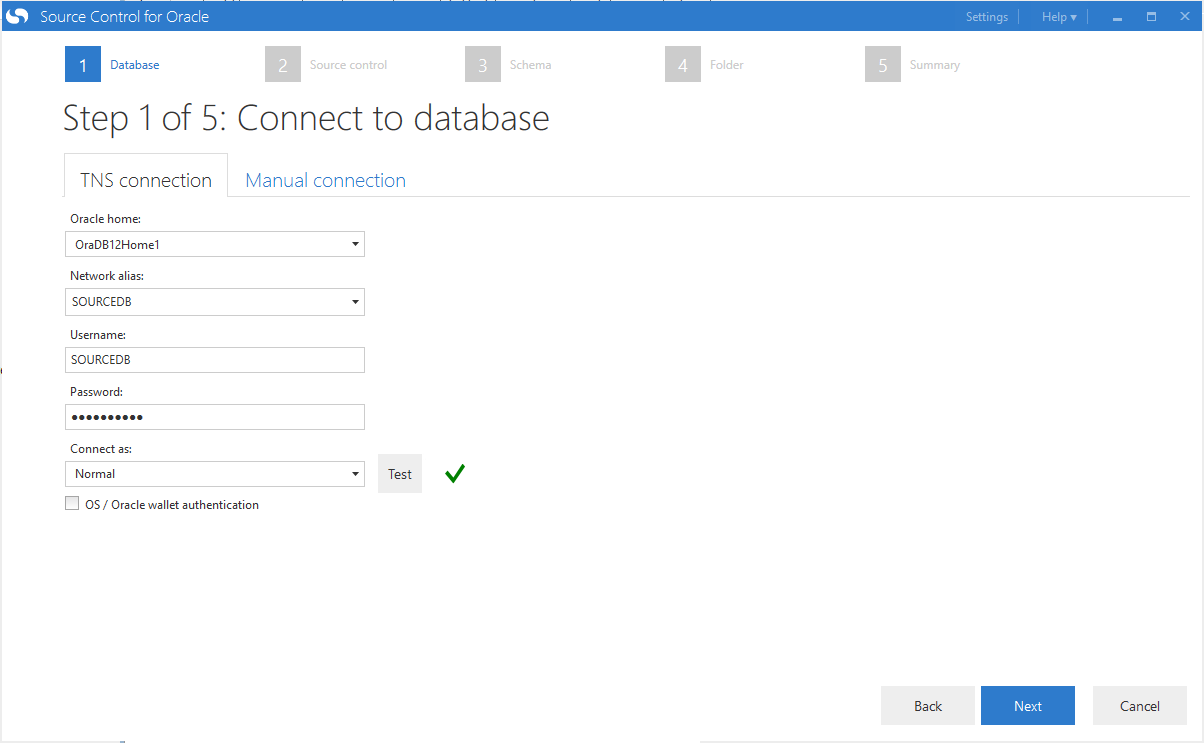 Source Control for Oracle Settings Help ▾
1 Database 2 Source control 3 Schema 4 Folder 5 Summary
Step 1 of 5: Connect to database
TNS connection Manual connection
Oracle home:
OraDB12Home1
Network alias:
SOURCEDB
Username:
SOURCEDB
Password:
●●●●●●●●●●
Connect as:
Normal Test
OS / Oracle wallet authentication
Back Next Cancel